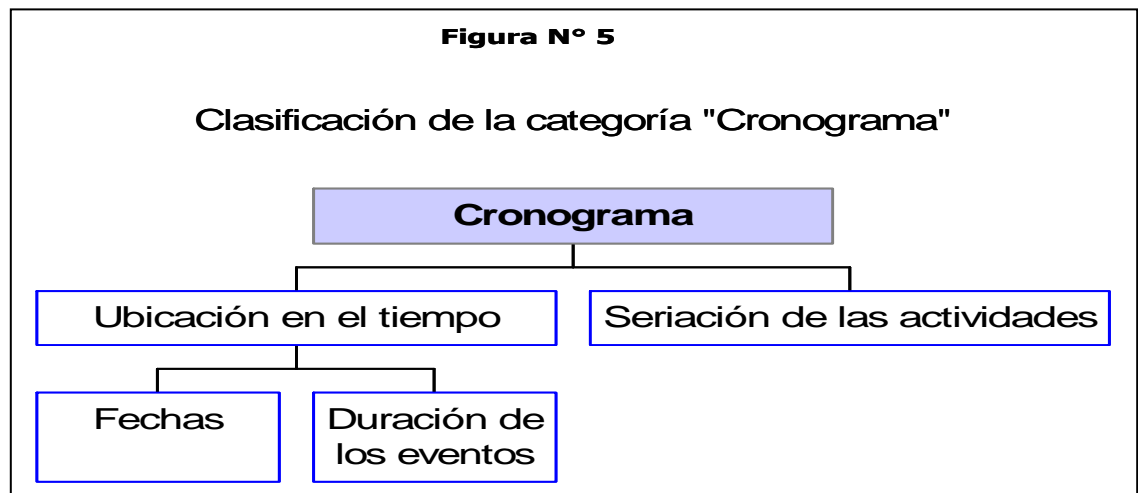 Figura Nº 5
Clasificación de la categoría "Cronograma"
Cronograma
Ubicación en el tiempo
Seriación de las actividades
Fechas
Duración de
los eventos